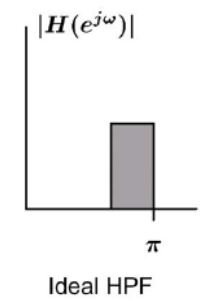 |H(e^{jω})|
π
Ideal HPF